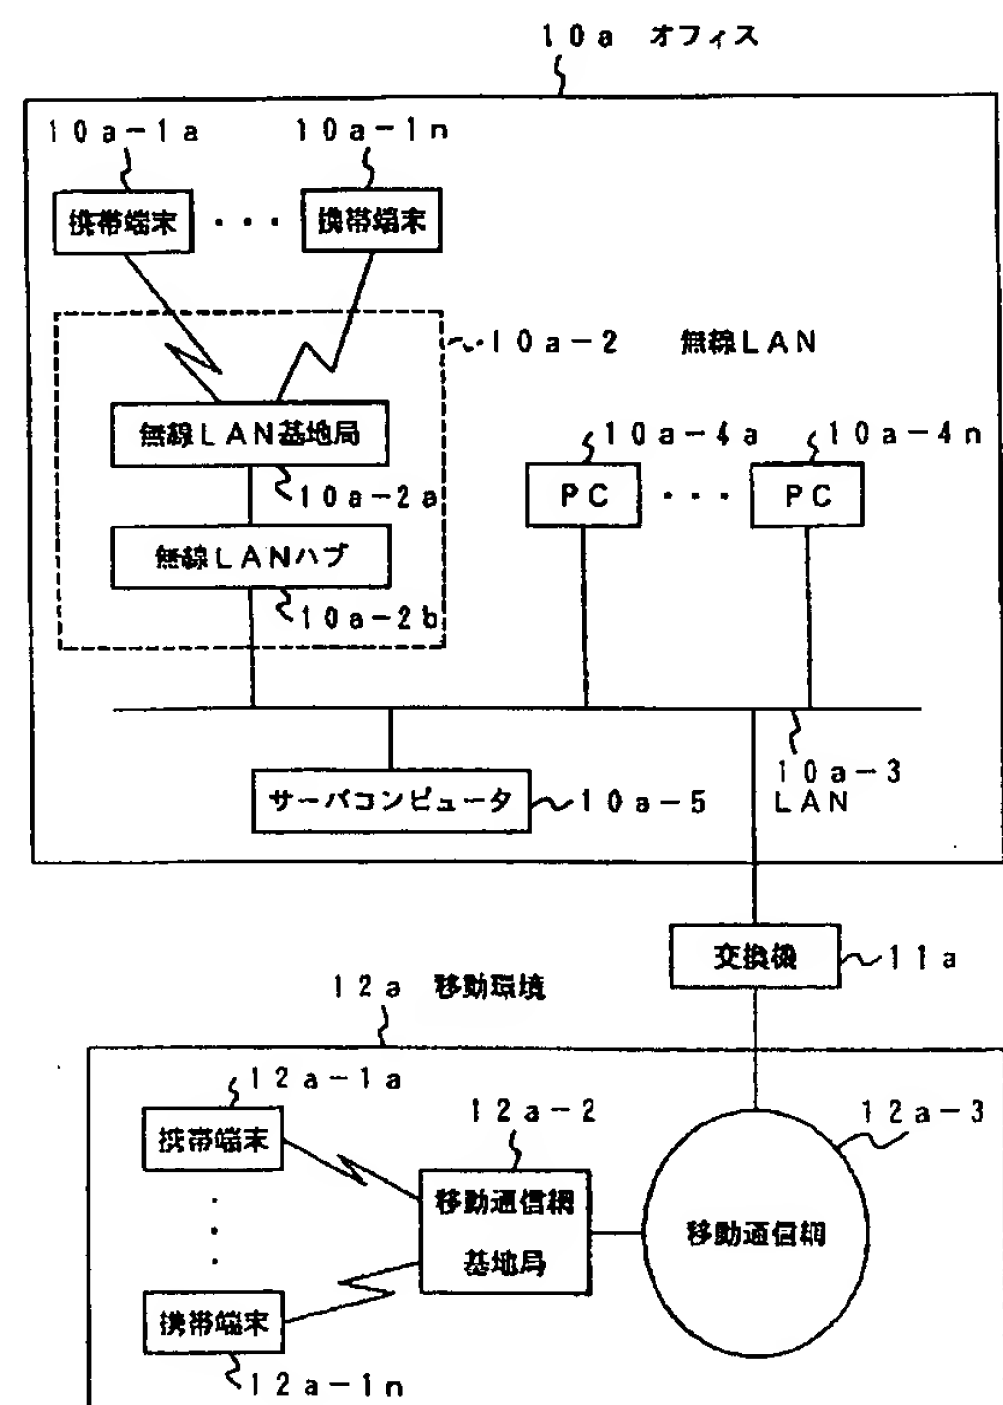 10a オフィス
10a-1a 10a-1n
携帯端末 ・・・ 携帯端末
10a-2 無線LAN
無線LAN基地局
10a-2a
10a-4a 10a-4n
PC ・・・ PC
無線LANハブ
10a-2b
10a-3
LAN
サーバコンピュータ 10a-5
交換機 11a
12a 移動環境
12a-1a
12a-2
12a-3
携帯端末
・
・
・
移動通信網
基地局
移動通信網
携帯端末
12a-1n